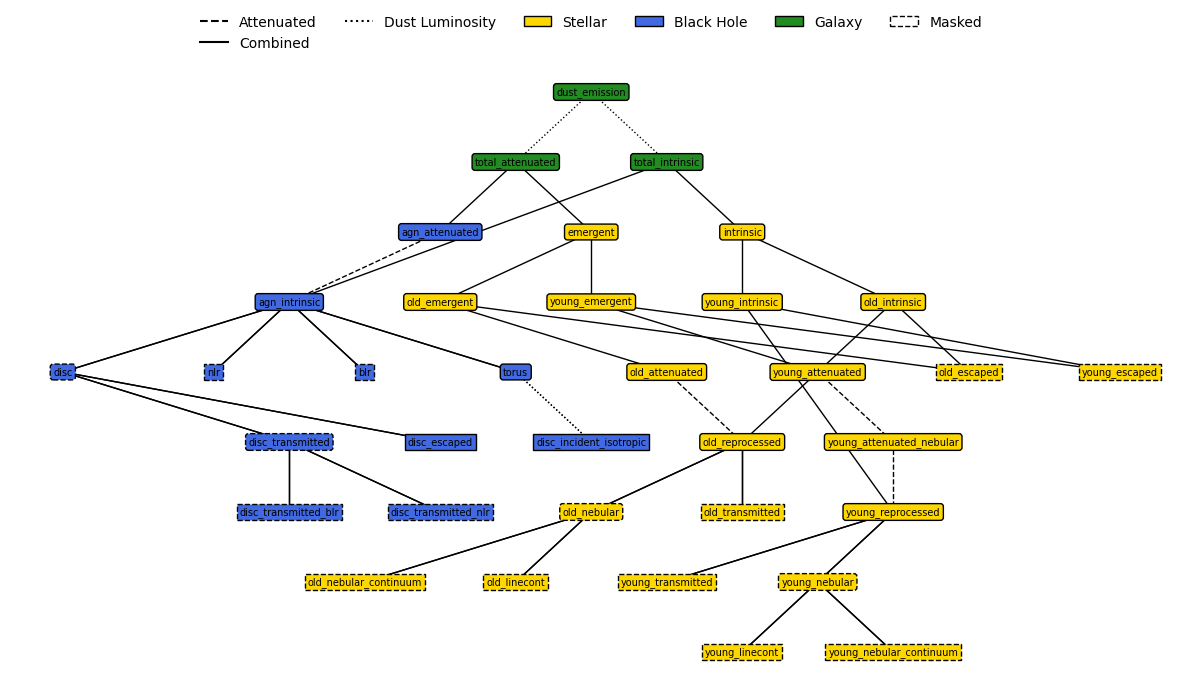 Attenuated Dust Luminosity Stellar Black Hole Galaxy Masked
Combined
dust_emission
total_attenuated total_intrinsic
agn_attenuated emergent intrinsic
agn_intrinsic old_emergent young_emergent young_intrinsic old_intrinsic
disc nlr blr torus old_attenuated young_attenuated old_escaped young_escaped
disc_transmitted disc_escaped disc_incident_isotropic old_reprocessed young_attenuated_nebular
disc_transmitted_blr disc_transmitted_nlr old_nebular old_transmitted young_reprocessed
old_nebular_continuum old_linecont young_transmitted young_nebular
young_linecont young_nebular_continuum